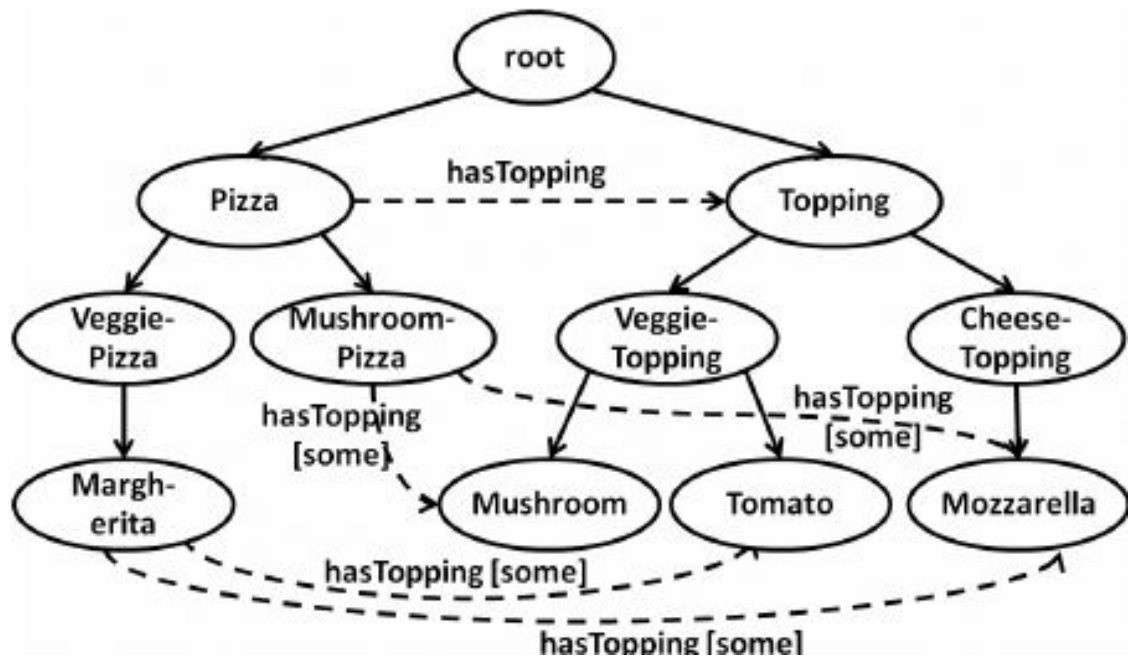 root
hasTopping
Pizza
Topping
Veggie-
Pizza
Mushroom-
Pizza
Veggie-
Topping
Cheese-
Topping
hasTopping
[some]
hasTopping
[some]
Margh-
erita
Mushroom
Tomato
Mozzarella
hasTopping [some]
hasTopping [some]